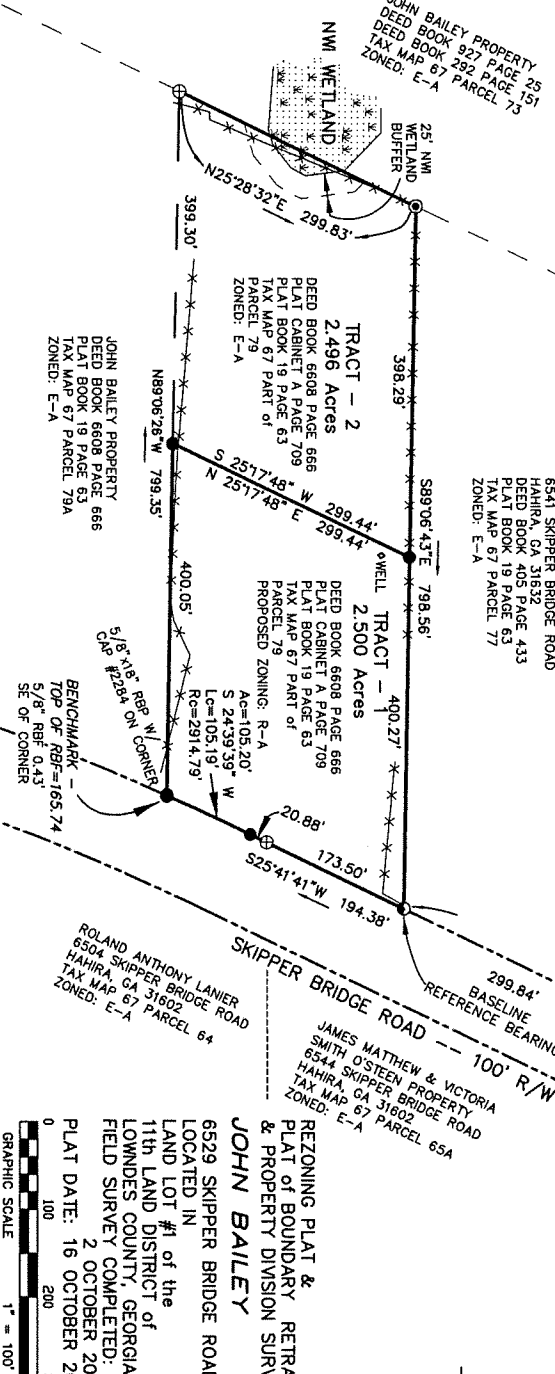 JOHN BAILEY PROPERTY
DEED BOOK 927 PAGE 25
DEED BOOK 292 PAGE 151
TAX MAP 67 PARCEL 73
ZONED: E-A
NWI WETLAND
25' NWI
WETLAND
BUFFER
N25°28'32"E 299.83'
399.30'
398.29'
TRACT - 2
2.496 Acres
DEED BOOK 6608 PAGE 666
PLAT CABINET A PAGE 709
PLAT BOOK 19 PAGE 63
TAX MAP 67 PART of
PARCEL 79
ZONED: E-A
JOHN BAILEY PROPERTY
DEED BOOK 6608 PAGE 666
PLAT BOOK 19 PAGE 63
TAX MAP 67 PARCEL 79A
ZONED: E-A
N89°06'26"W 799.35'
S 25°17'48" W 299.44'
N 25°17'48" E 299.44'
S89°06'43"E 798.56'
6541 SKIPPER BRIDGE ROAD
HAHIRA, GA 31632
DEED BOOK 405 PAGE 433
PLAT BOOK 19 PAGE 63
TAX MAP 67 PARCEL 77
ZONED: E-A
WELL
TRACT - 1
2.500 Acres
DEED BOOK 6608 PAGE 666
PLAT CABINET A PAGE 709
PLAT BOOK 19 PAGE 63
TAX MAP 67 PART of
PARCEL 79
PROPOSED ZONING: R-A
400.05'
400.27'
5/8"x18" RBP W/
CAP #2284 ON CORNER
BENCHMARK -
TOP OF RBF=165.74
5/8" RBF 0.43'
SE OF CORNER
Ac=105.20'
S 24°39'39" W
Lc=105.19'
Rc=2914.79'
20.88'
173.50'
S25°41'41"W 194.38'
299.84'
BASELINE
REFERENCE BEARING
SKIPPER BRIDGE ROAD -- 100' R/W
ROLAND ANTHONY LANIER
6504 SKIPPER BRIDGE ROAD
HAHIRA, GA 31602
TAX MAP 67 PARCEL 64
ZONED: E-A
JAMES MATTHEW & VICTORIA
SMITH O'STEEN PROPERTY
6544 SKIPPER BRIDGE ROAD
HAHIRA, GA 31602
TAX MAP 67 PARCEL 65A
ZONED: E-A
REZONING PLAT &
PLAT of BOUNDARY RETRA
& PROPERTY DIVISION SURV
JOHN BAILEY
6529 SKIPPER BRIDGE ROAD
LOCATED IN
LAND LOT #1 of the
11th LAND DISTRICT of
LOWNDES COUNTY, GEORGIA
FIELD SURVEY COMPLETED:
2 OCTOBER 20
PLAT DATE: 16 OCTOBER 2
0 100 200
GRAPHIC SCALE 1" = 100'